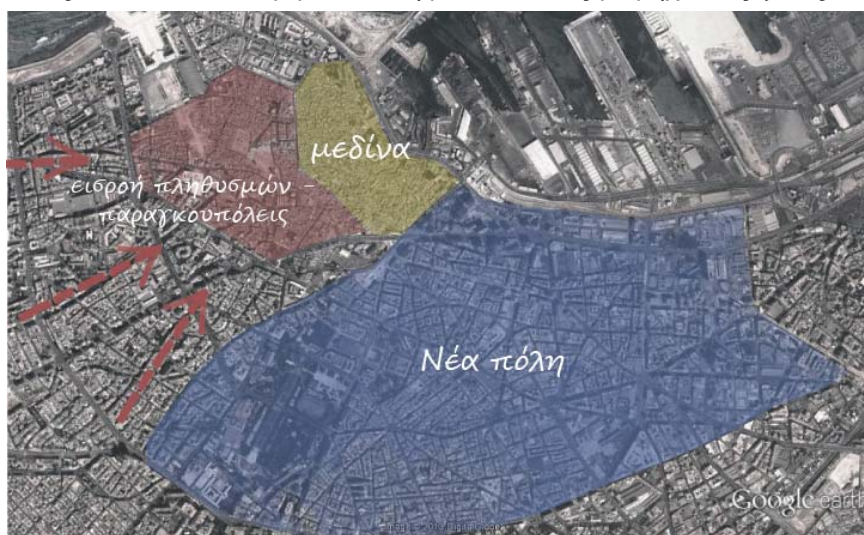 μεδίνα
εισροή πληθυσμών -
παραγκουπόλεις
Νέα πόλη
Google earth